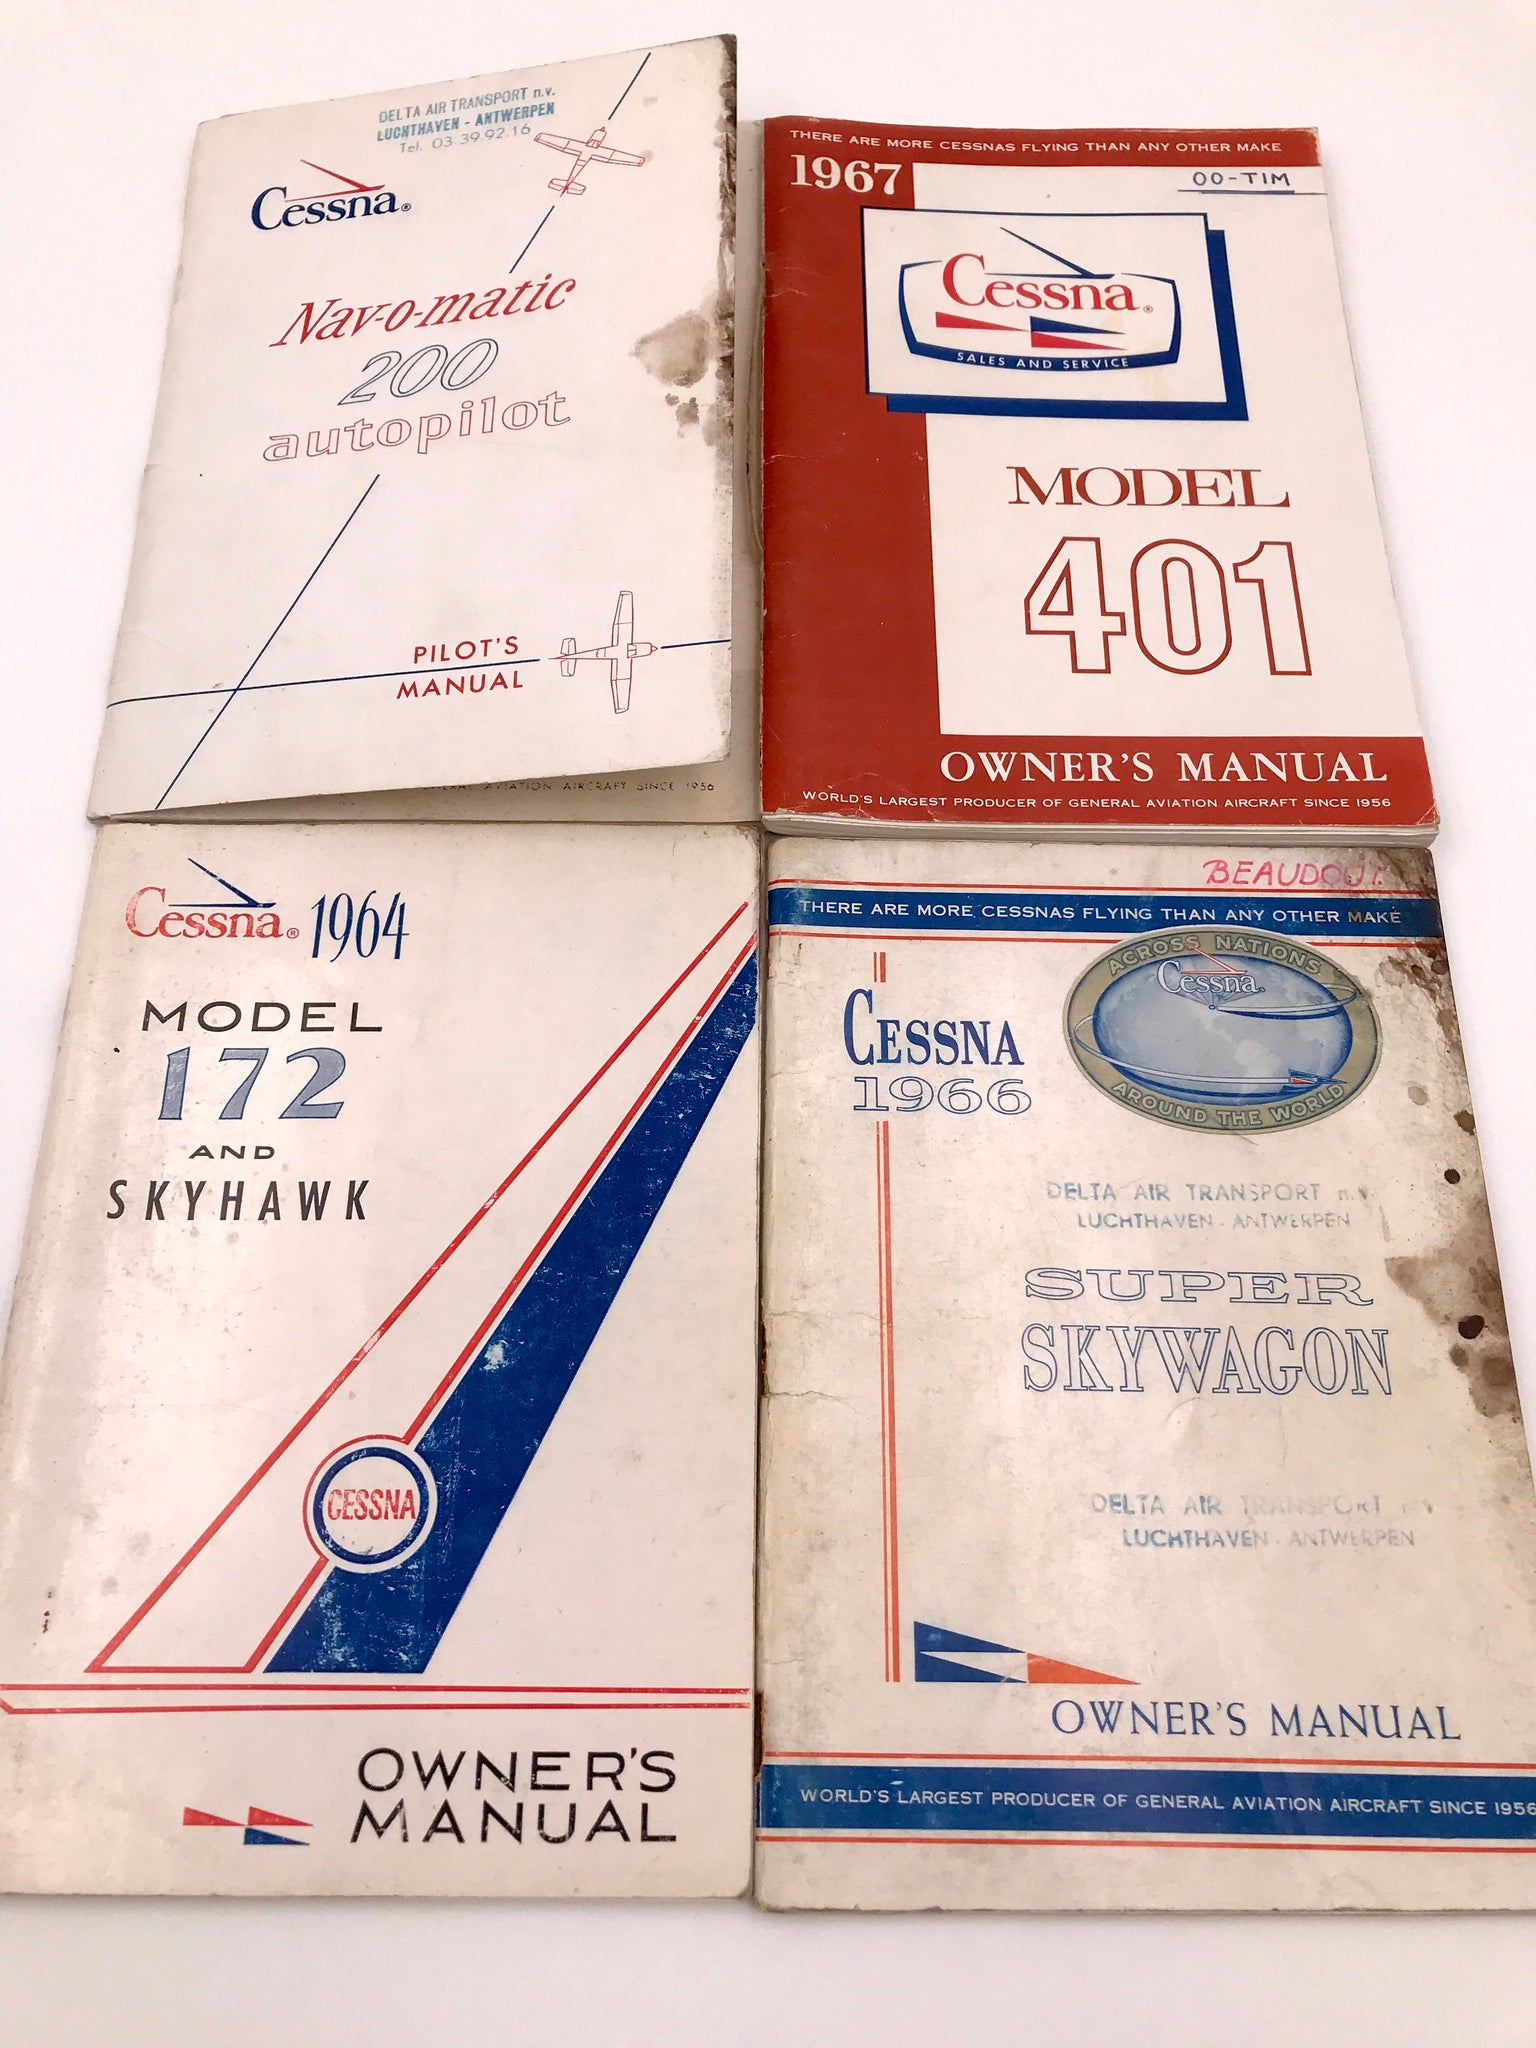 DELTA AIR TRANSPORT n.v.
LUCHTHAVEN - ANTWERPEN
Tel. 03-39.92.16
Cessna®
Nav-o-matic
200
autopilot
PILOT'S
MANUAL
AVIATION AIRCRAFT SINCE 1956
THERE ARE MORE CESSNAS FLYING THAN ANY OTHER MAKE
1967
OO-TIM
Cessna®
SALES AND SERVICE
MODEL
401
OWNER'S MANUAL
WORLD'S LARGEST PRODUCER OF GENERAL AVIATION AIRCRAFT SINCE 1956
Cessna® 1964
MODEL
172
AND
SKYHAWK
CESSNA
OWNER'S
MANUAL
BEAUDOUT.
THERE ARE MORE CESSNAS FLYING THAN ANY OTHER MAKE
ACROSS NATIONS
Cessna®
AROUND THE WORLD
CESSNA
1966
DELTA AIR TRANSPORT n.v.
LUCHTHAVEN - ANTWERPEN
SUPER
SKYWAGON
DELTA AIR TRANSPORT
LUCHTHAVEN - ANTWERPEN
OWNER'S MANUAL
WORLD'S LARGEST PRODUCER OF GENERAL AVIATION AIRCRAFT SINCE 1956